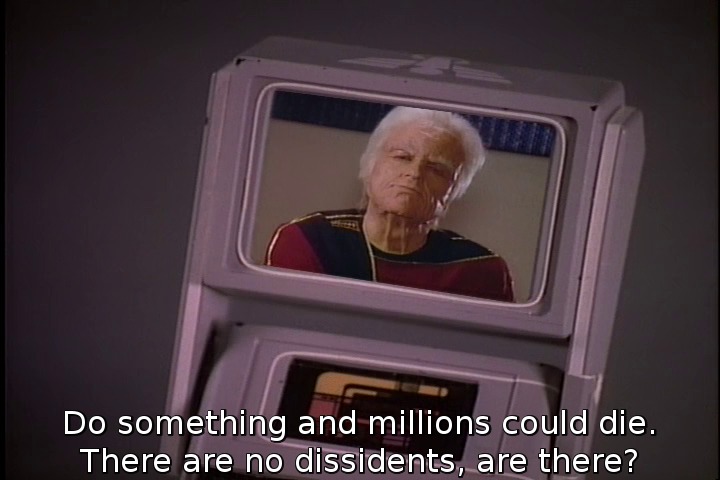 Do something and millions could die.
There are no dissidents, are there?